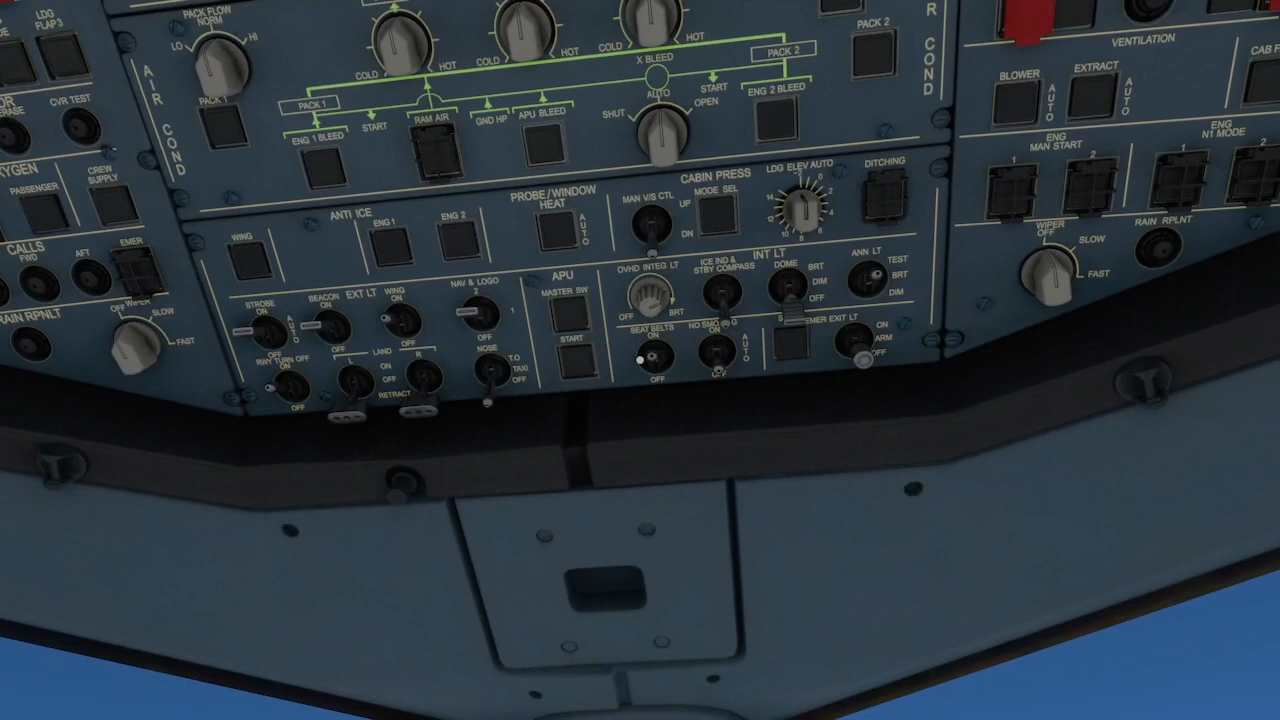 LDG
FLAP 3
CVR TEST
PASSENGER
CREW
SUPPLY
CALLS
FWD
AFT
EMER
RAIN RPLNT
OFF
SLOW
FAST
PACK FLOW
NORM
LO
HI
AIR COND
PACK 1
ENG 1 BLEED
START
COLD
HOT
RAM AIR
GND HP
APU BLEED
COLD
HOT
COLD
HOT
X BLEED
AUTO
SHUT
OPEN
START
PACK 2
ENG 2 BLEED
PACK 2
COND
ANTI ICE
WING
ENG 1
ENG 2
PROBE/WINDOW
HEAT
AUTO
CABIN PRESS
MAN V/S CTL
UP
DN
MODE SEL
LDG ELEV AUTO
DITCHING
EXT LT
STROBE
ON
AUTO
OFF
BEACON
ON
OFF
WING
ON
OFF
NAV & LOGO
2
1
OFF
RWY TURN OFF
ON
OFF
LAND
R
ON
OFF
RETRACT
NOSE
T.O
TAXI
OFF
APU
MASTER SW
START
INT LT
OVHD INTEG LT
OFF
BRT
ICE IND &
STBY COMPASS
DOME
BRT
DIM
OFF
ANN LT
TEST
BRT
DIM
SEAT BELTS
ON
OFF
ON
AUTO
EMER EXIT LT
ON
ARM
OFF
VENTILATION
BLOWER
AUTO
EXTRACT
AUTO
ENG
MAN START
1
2
ENG
N1 MODE
1
2
WIPER
OFF
SLOW
FAST
RAIN RPLNT